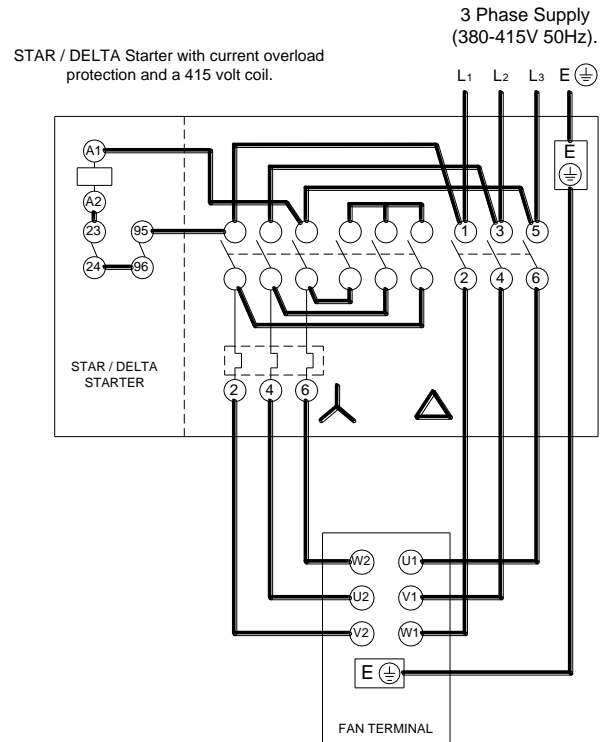 3 Phase Supply
(380-415V 50Hz).
STAR / DELTA Starter with current overload
protection and a 415 volt coil.
L1 L2 L3 E
A1
E
A2
23 95 1 3 5
24 96 2 4 6
STAR / DELTA
STARTER
2 4 6
W2 U1
U2 V1
V2 W1
E
FAN TERMINAL